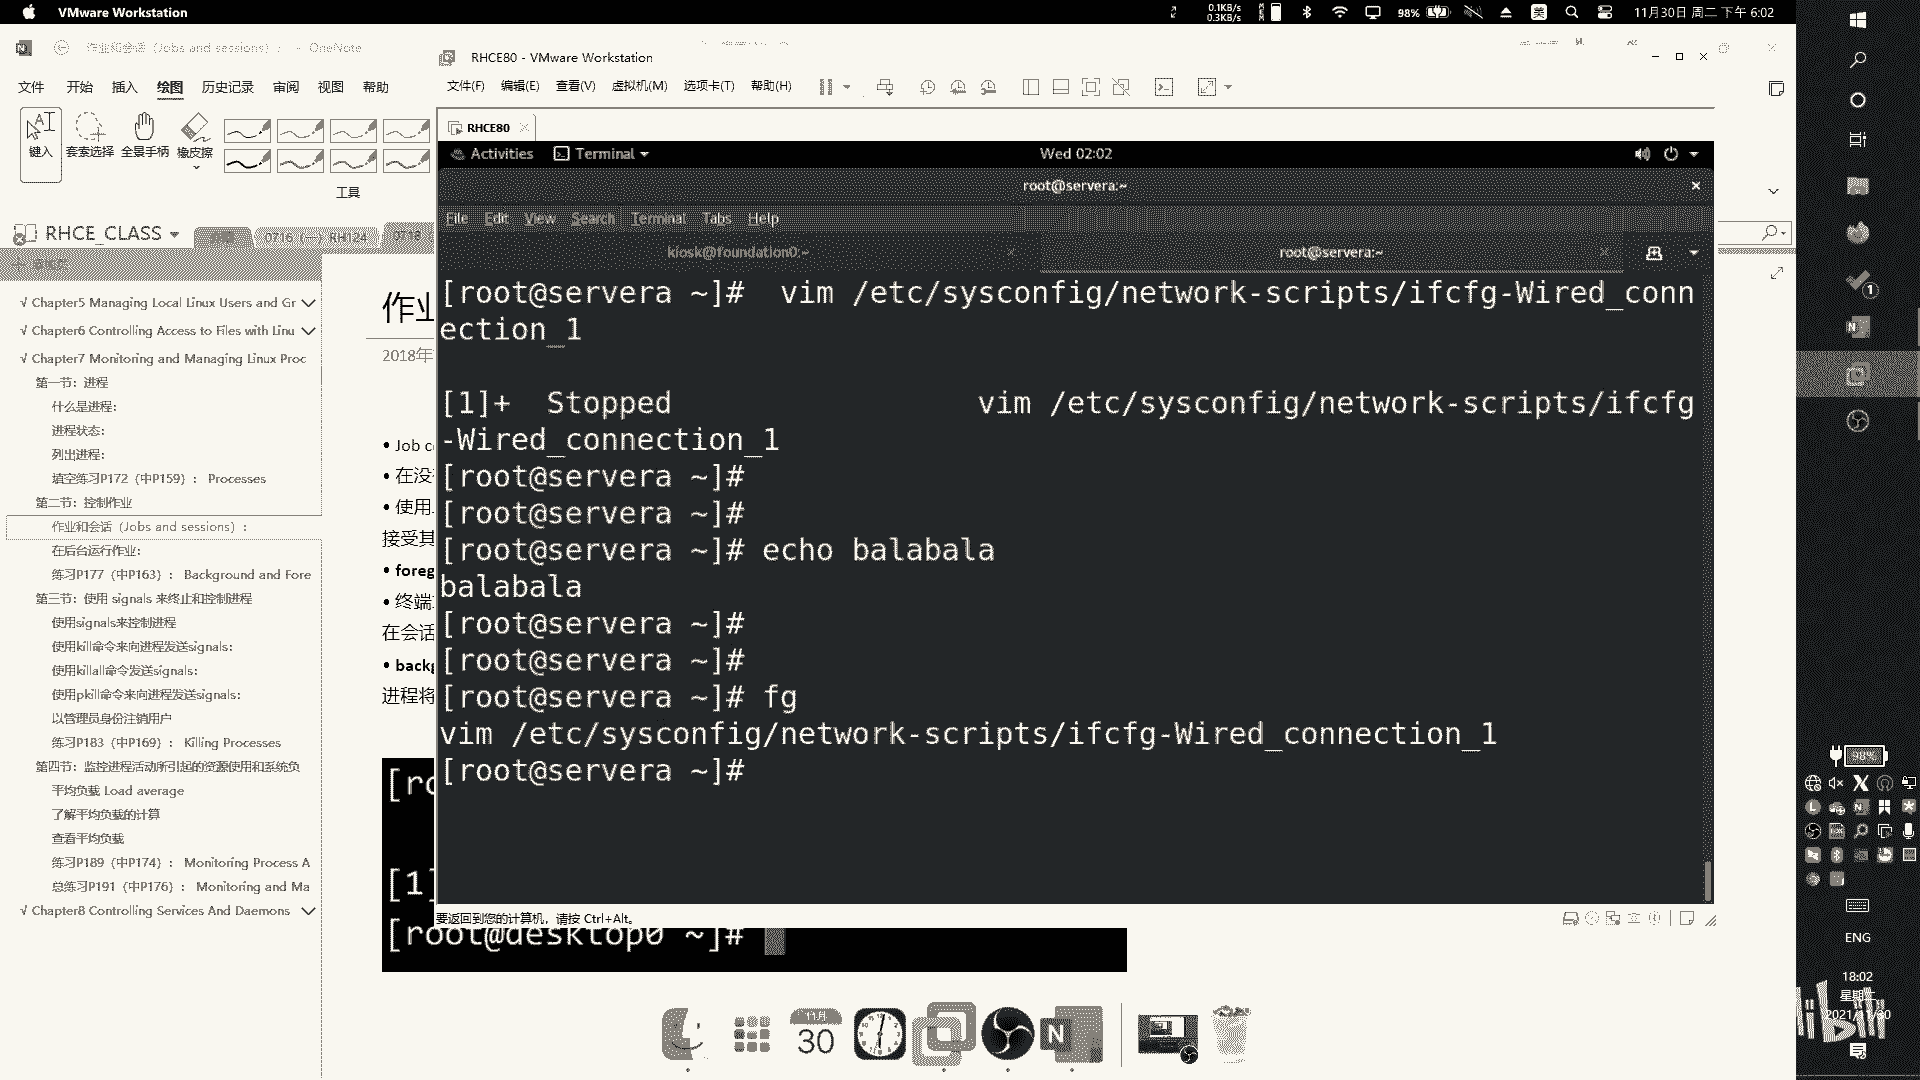 VMware Workstation
0.1KB/s
0.3KB/s
98%
美
11月30日 周二 下午 6:02
作业和会话（Jobs and sessions）： - OneNote
文件 开始 插入 绘图 历史记录 审阅 视图 帮助
键入 套索选择 全景手柄 橡皮擦
工具
RHCE_CLASS
0716（一）RH124
0718
√ Chapter5 Managing Local Linux Users and Gr
√ Chapter6 Controlling Access to Files with Linu
√ Chapter7 Monitoring and Managing Linux Proc
第一节：进程
什么是进程：
进程状态：
列出进程：
填空练习P172（中P159）： Processes
第二节：控制作业
作业和会话（Jobs and sessions）：
在后台运行作业：
练习P177（中P163）： Background and Fore
第三节：使用 signals 来终止和控制进程
使用signals来控制进程
使用kill命令来向进程发送signals：
使用killall命令发送signals：
使用pkill命令来向进程发送signals：
以管理员身份注销用户
练习P183（中P169）： Killing Processes
第四节：监控进程活动所引起的资源使用和系统负
平均负载 Load average
了解平均负载的计算
查看平均负载
练习P189（中P174）： Monitoring Process A
总练习P191（中P176）： Monitoring and Ma
√ Chapter8 Controlling Services And Daemons
作业
2018年
• Job c
• 在没
• 使用
接受其
• foreg
• 终端
在会话
• backg
进程将
[ro
[1]
[root@desktop0 ~]#
RHCE80 - VMware Workstation
文件(F) 编辑(E) 查看(V) 虚拟机(M) 选项卡(T) 帮助(H)
RHCE80
Activities Terminal Wed 02:02
root@servera:~
File Edit View Search Terminal Tabs Help
kiosk@foundation0:~ root@servera:~
[root@servera ~]#  vim /etc/sysconfig/network-scripts/ifcfg-Wired_conn
ection_1
[1]+  Stopped                 vim /etc/sysconfig/network-scripts/ifcfg
-Wired_connection_1
[root@servera ~]#
[root@servera ~]#
[root@servera ~]# echo balabala
balabala
[root@servera ~]#
[root@servera ~]#
[root@servera ~]# fg
vim /etc/sysconfig/network-scripts/ifcfg-Wired_connection_1
[root@servera ~]#
要返回到您的计算机，请按 Ctrl+Alt。
11月
30
N
1
98%
ENG
18:02
2021/11/30